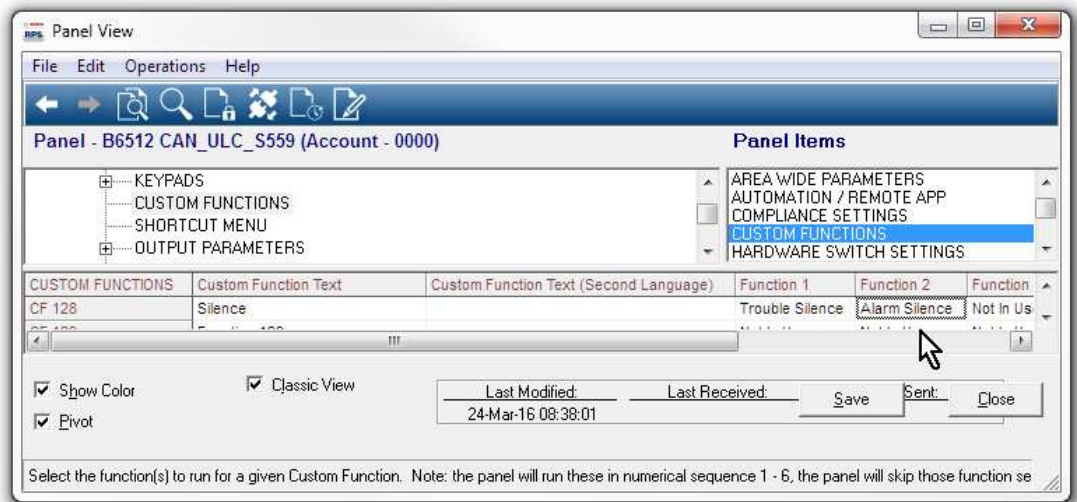 RPS Panel View
File Edit Operations Help
Panel - B6512 CAN_ULC_S559 (Account - 0000)
Panel Items
KEYPADS
CUSTOM FUNCTIONS
SHORTCUT MENU
OUTPUT PARAMETERS
AREA WIDE PARAMETERS
AUTOMATION / REMOTE APP
COMPLIANCE SETTINGS
CUSTOM FUNCTIONS
HARDWARE SWITCH SETTINGS
CUSTOM FUNCTIONS Custom Function Text Custom Function Text (Second Language) Function 1 Function 2 Function
CF 128 Silence Trouble Silence Alarm Silence Not In Us
Show Color Classic View
Pivot
Last Modified: Last Received: Sent:
24-Mar-16 08:38:01
Save Close
Select the function(s) to run for a given Custom Function. Note: the panel will run these in numerical sequence 1 - 6, the panel will skip those function se